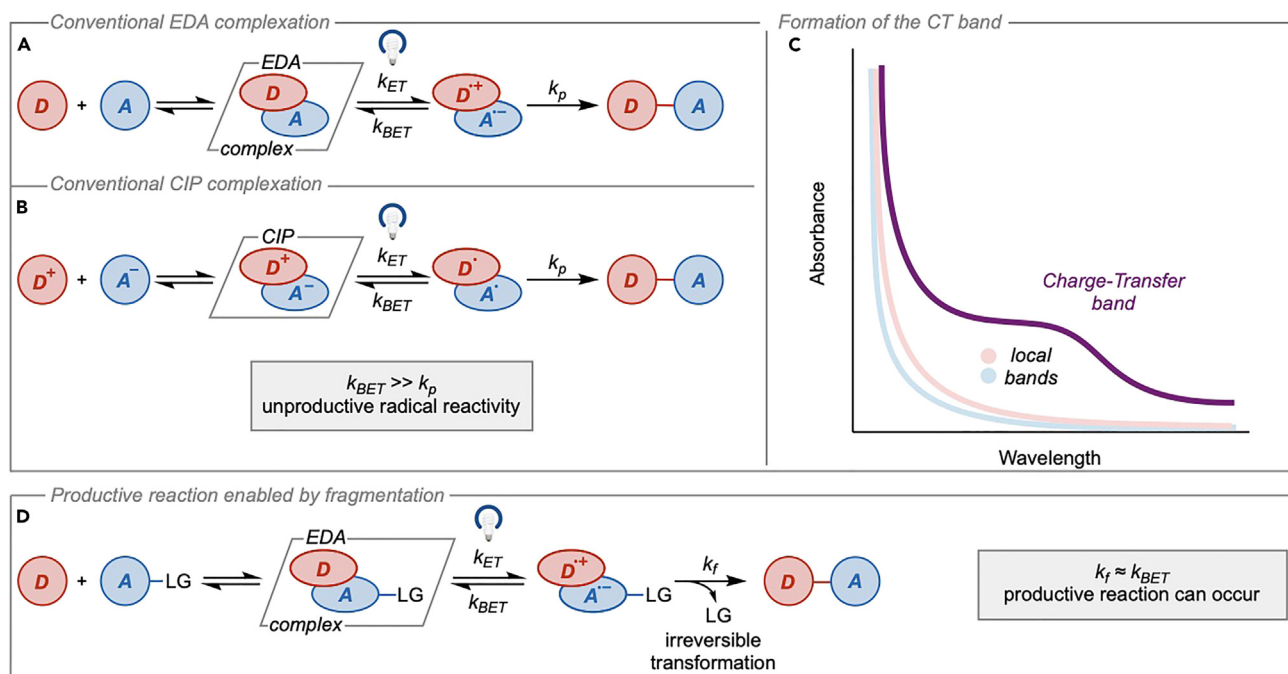 Conventional EDA complexation
A
D + A
EDA
D
A
complex
k_ET
k_BET
D·+
A·−
k_p
D A
Conventional CIP complexation
B
D+ + A−
CIP
D+
A−
k_ET
k_BET
D·
A·
k_p
D A
k_BET >> k_p
unproductive radical reactivity
Formation of the CT band
C
Absorbance
Charge-Transfer
band
local
bands
Wavelength
Productive reaction enabled by fragmentation
D
D + A LG
EDA
D
A LG
complex
k_ET
k_BET
D·+
A·− LG
k_f
LG
irreversible
transformation
D A
k_f ≈ k_BET
productive reaction can occur